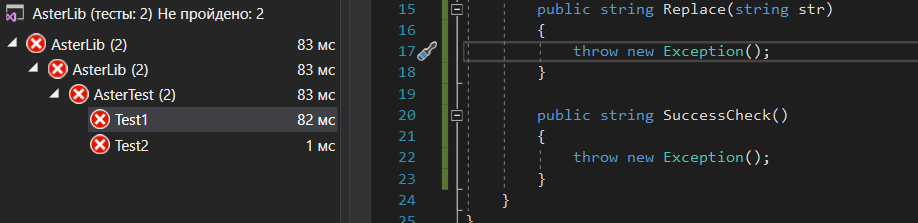 AsterLib (тесты: 2) Не пройдено: 2
AsterLib (2) 83 мс
AsterLib (2) 83 мс
AsterTest (2) 83 мс
Test1 82 мс
Test2 1 мс
15 public string Replace(string str)
16 {
17 throw new Exception();
18 }
19
20 public string SuccessCheck()
21 {
22 throw new Exception();
23 }
24 }
25 }